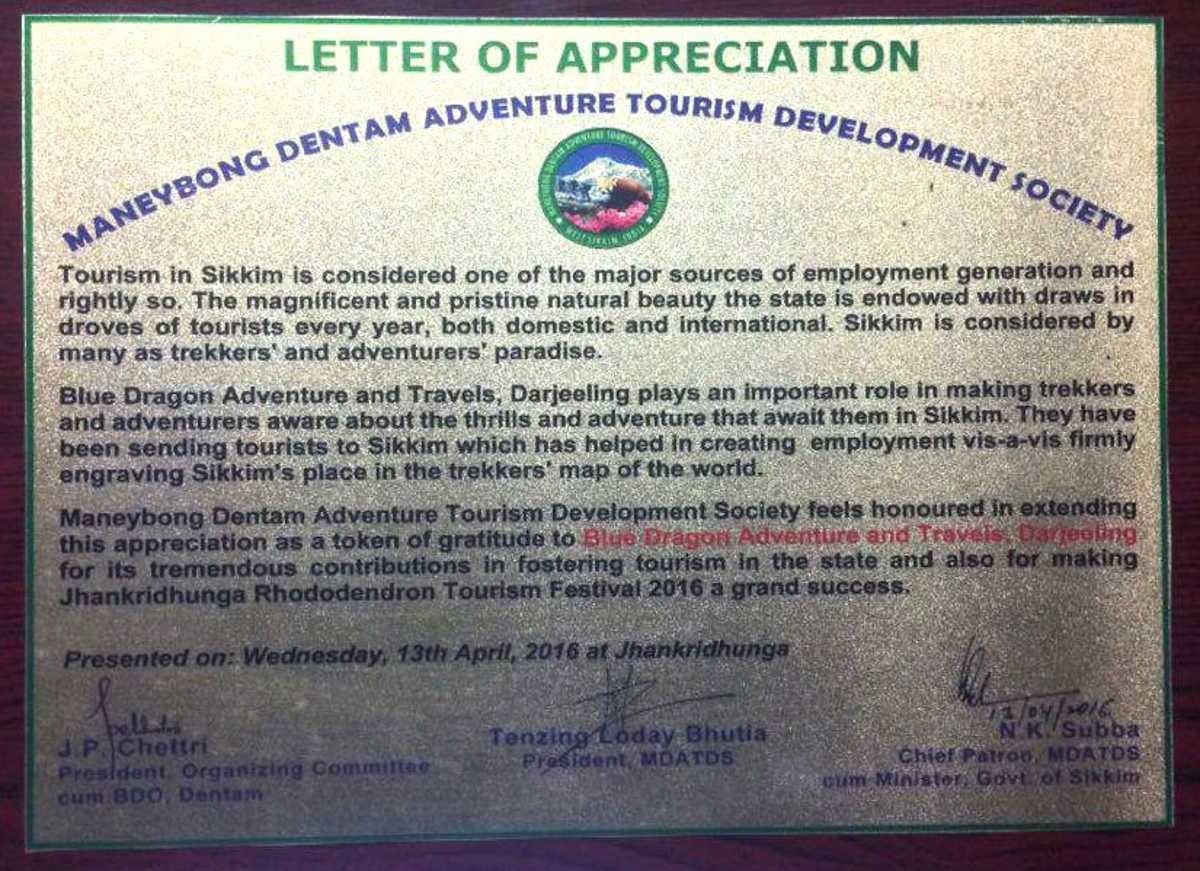 LETTER OF APPRECIATION
MANEYBONG DENTAM ADVENTURE TOURISM DEVELOPMENT SOCIETY
MANEYBONG DENTAM ADVENTURE TOURISM DEVELOPMENT SOCIETY
WEST SIKKIM, INDIA
Tourism in Sikkim is considered one of the major sources of employment generation and
rightly so. The magnificent and pristine natural beauty the state is endowed with draws in
droves of tourists every year, both domestic and international. Sikkim is considered by
many as trekkers' and adventurers' paradise.
Blue Dragon Adventure and Travels, Darjeeling plays an important role in making trekkers
and adventurers aware about the thrills and adventure that await them in Sikkim. They have
been sending tourists to Sikkim which has helped in creating employment vis-a-vis firmly
engraving Sikkim's place in the trekkers' map of the world.
Maneybong Dentam Adventure Tourism Development Society feels honoured in extending
this appreciation as a token of gratitude to Blue Dragon Adventure and Travels, Darjeeling
for its tremendous contributions in fostering tourism in the state and also for making
Jhankridhunga Rhododendron Tourism Festival 2016 a grand success.
Presented on: Wednesday, 13th April, 2016 at Jhankridhunga
J.P. Chettri
President, Organizing Committee
cum BDO, Dentam
Tenzing Loday Bhutia
President, MDATDS
N.K. Subba
Chief Patron, MDATDS
cum Minister, Govt. of Sikkim